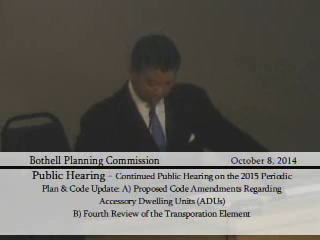 Bothell Planning Commission October 8, 2014
Public Hearing - Continued Public Hearing on the 2015 Periodic
Plan & Code Update: A) Proposed Code Amendments Regarding
Accessory Dwelling Units (ADUs)
B) Fourth Review of the Transporation Element